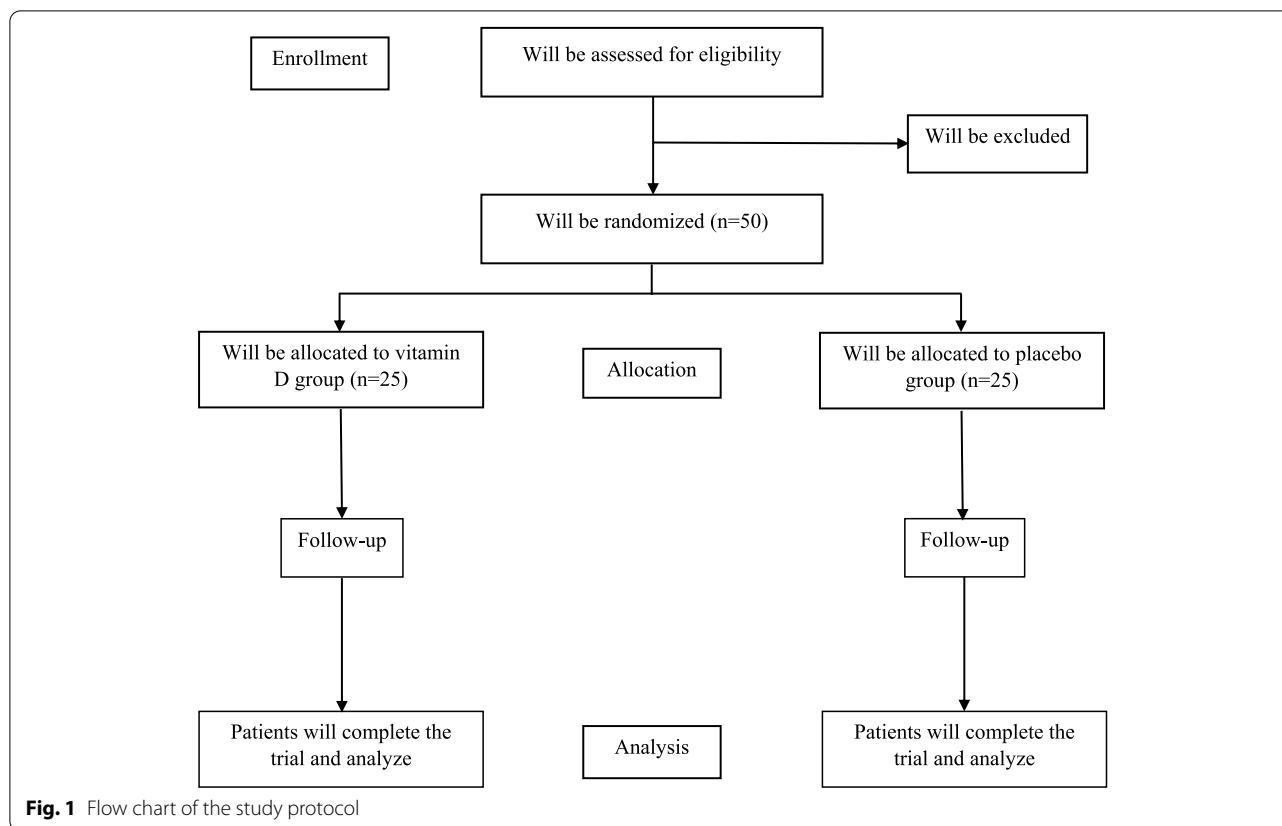 Enrollment
Will be assessed for eligibility
Will be excluded
Will be randomized (n=50)
Will be allocated to vitamin
D group (n=25)
Allocation
Will be allocated to placebo
group (n=25)
Follow-up
Follow-up
Patients will complete the
trial and analyze
Analysis
Patients will complete the
trial and analyze
Fig. 1 Flow chart of the study protocol